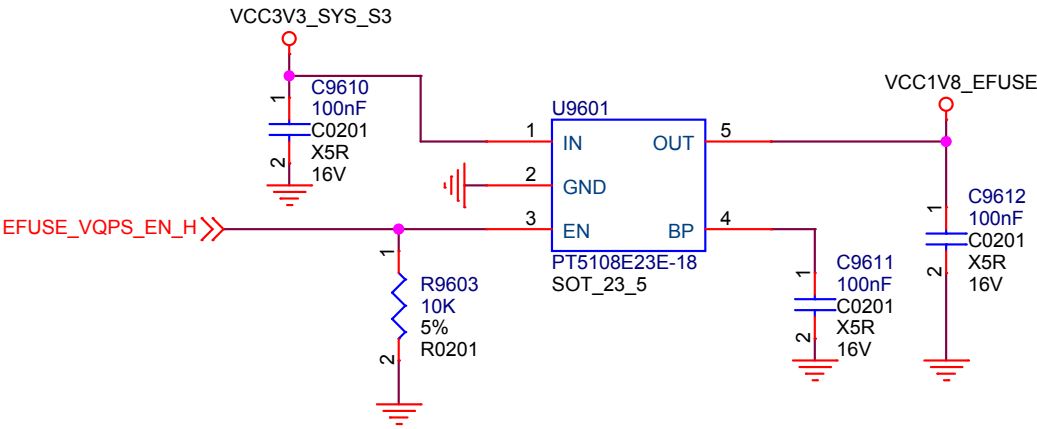 VCC3V3_SYS_S3
1
C9610
100nF
C0201
X5R
16V
2
U9601
1
IN
OUT
5
2
GND
3
EN
BP
4
PT5108E23E-18
SOT_23_5
EFUSE_VQPS_EN_H
1
R9603
10K
5%
R0201
2
1
C9611
100nF
C0201
X5R
16V
2
VCC1V8_EFUSE
1
C9612
100nF
C0201
X5R
16V
2